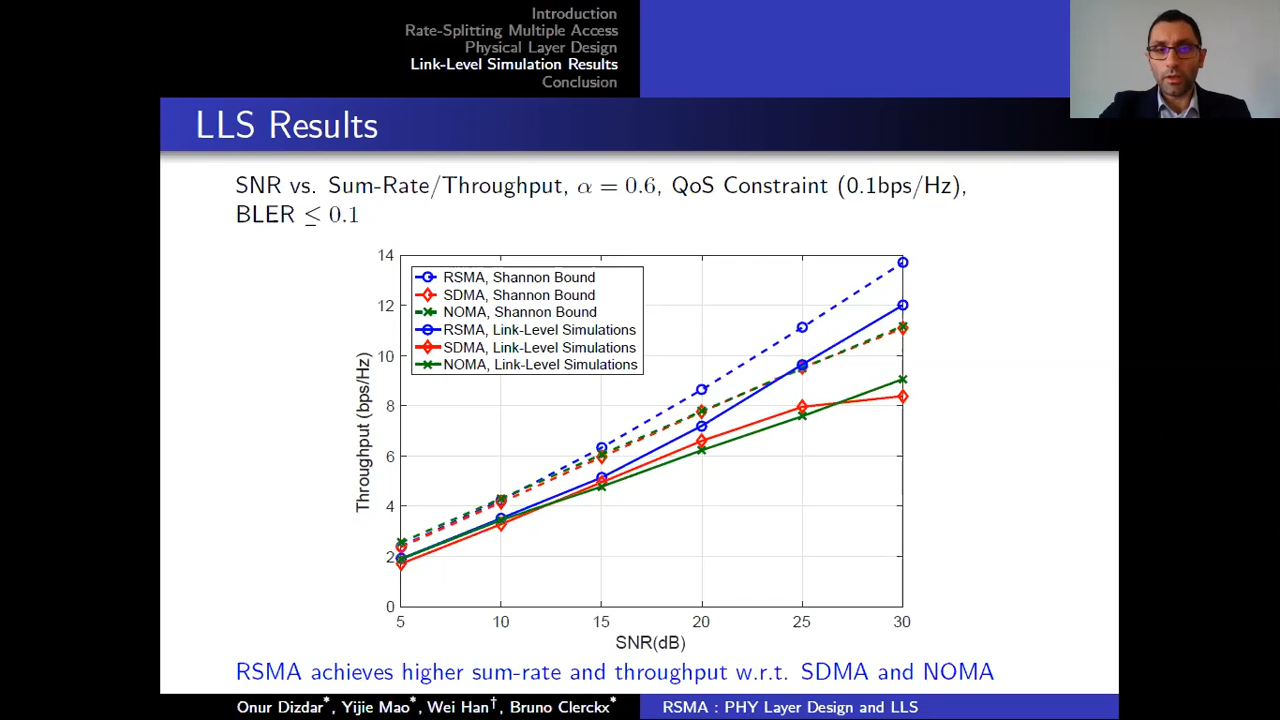 Introduction
Rate-Splitting Multiple Access
Physical Layer Design
Link-Level Simulation Results
Conclusion
LLS Results
SNR vs. Sum-Rate/Throughput, α = 0.6, QoS Constraint (0.1bps/Hz),
BLER ≤ 0.1
14
12
10
8
6
4
2
0
Throughput (bps/Hz)
RSMA, Shannon Bound
SDMA, Shannon Bound
NOMA, Shannon Bound
RSMA, Link-Level Simulations
SDMA, Link-Level Simulations
NOMA, Link-Level Simulations
5 10 15 20 25 30
SNR(dB)
RSMA achieves higher sum-rate and throughput w.r.t. SDMA and NOMA
Onur Dizdar*, Yijie Mao*, Wei Han†, Bruno Clerckx* RSMA : PHY Layer Design and LLS